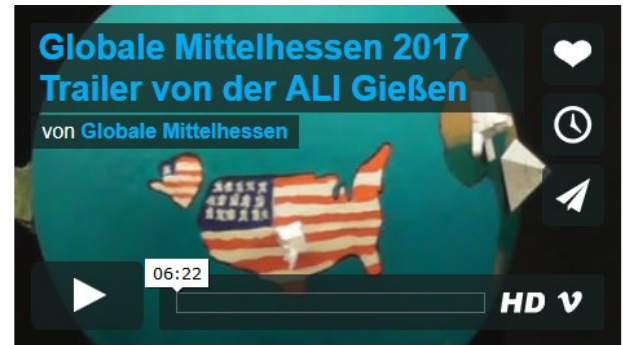 Globale Mittelhessen 2017
Trailer von der ALI Gießen
von Globale Mittelhessen
06:22
HD